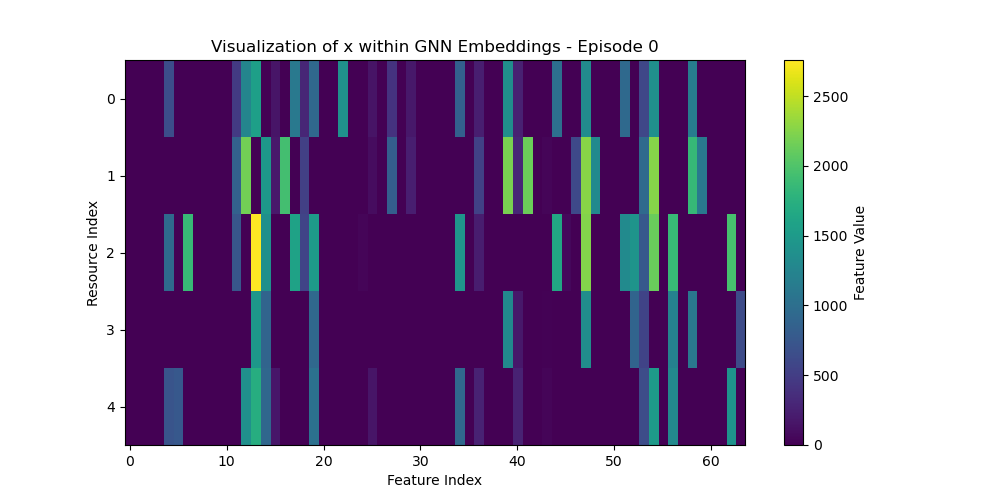 Visualization of x within GNN Embeddings - Episode 0
Resource Index
0
1
2
3
4
0 10 20 30 40 50 60
Feature Index
2500
2000
1500
1000
500
0
Feature Value